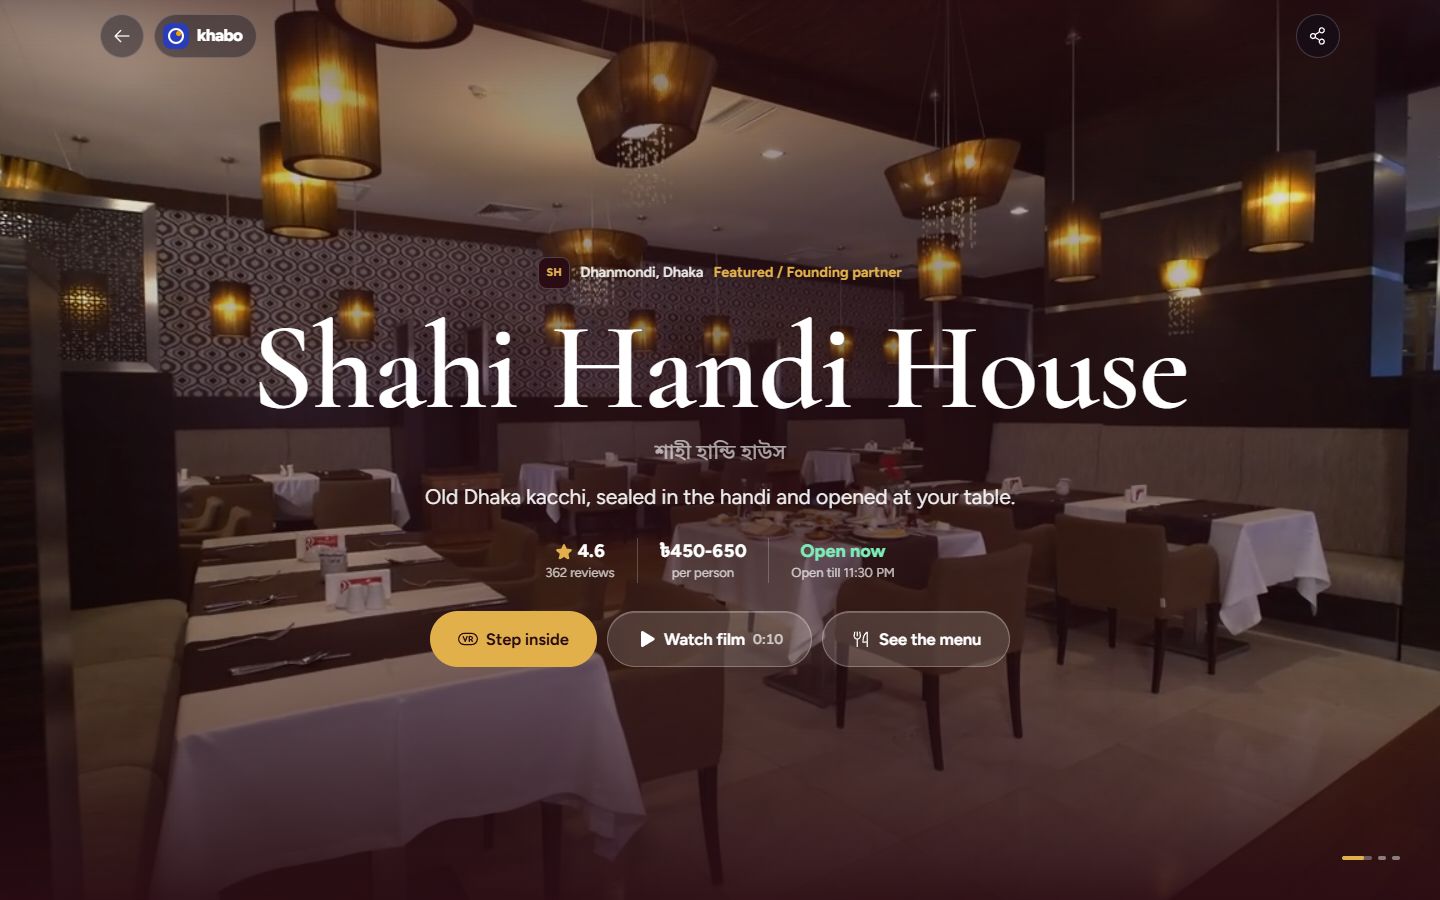 khabo
SH Dhanmondi, Dhaka Featured / Founding partner
Shahi Handi House
শাহী হান্ডি হাউস
Old Dhaka kacchi, sealed in the handi and opened at your table.
4.6 ৳450-650 Open now
362 reviews per person Open till 11:30 PM
VR Step inside Watch film 0:10 See the menu